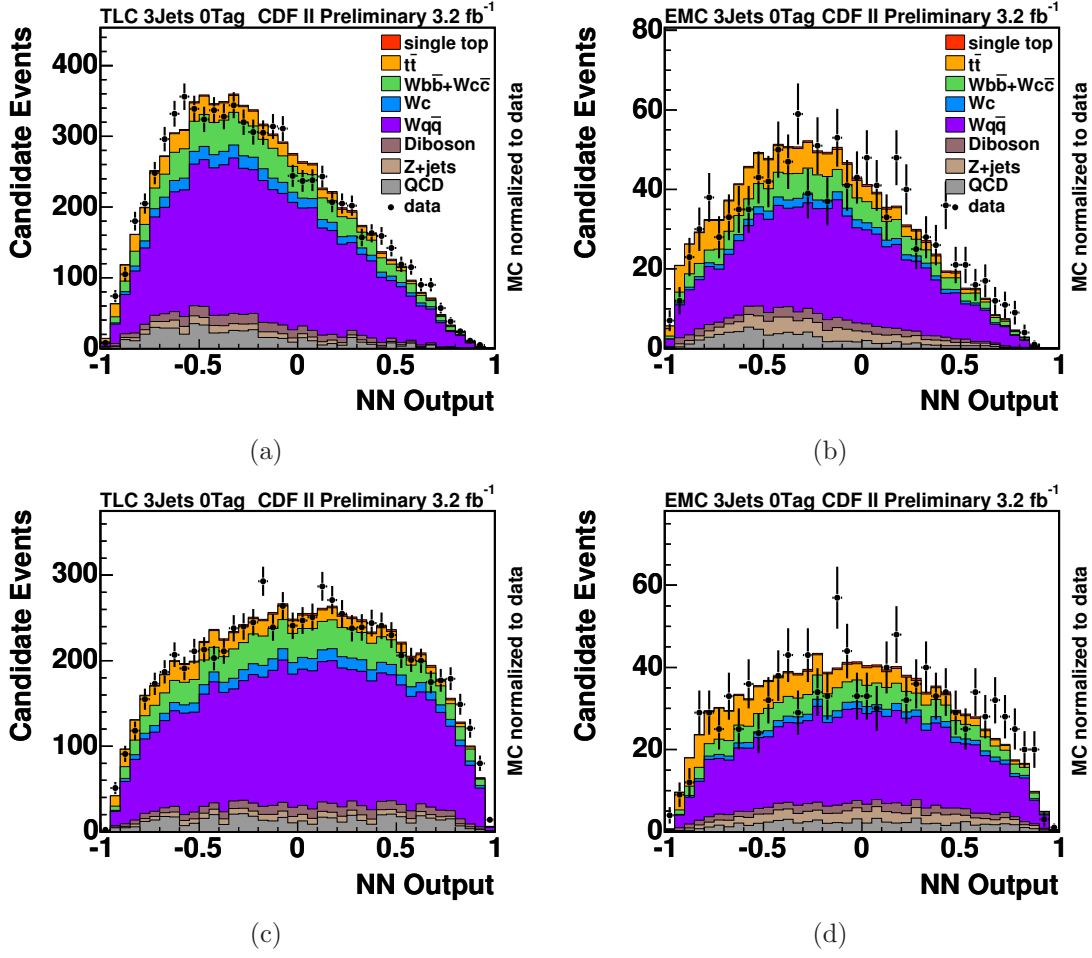 TLC 3Jets 0Tag CDF II Preliminary 3.2 fb⁻¹
Candidate Events
400
300
200
100
0
single top
tt̄
Wbb̄+Wcc̄
Wc
Wqq̄
Diboson
Z+jets
QCD
data
MC normalized to data
-1 -0.5 0 0.5 1
NN Output
(a)
EMC 3Jets 0Tag CDF II Preliminary 3.2 fb⁻¹
Candidate Events
80
60
40
20
0
single top
tt̄
Wbb̄+Wcc̄
Wc
Wqq̄
Diboson
Z+jets
QCD
data
MC normalized to data
-1 -0.5 0 0.5 1
NN Output
(b)
TLC 3Jets 0Tag CDF II Preliminary 3.2 fb⁻¹
Candidate Events
300
200
100
0
MC normalized to data
-1 -0.5 0 0.5 1
NN Output
(c)
EMC 3Jets 0Tag CDF II Preliminary 3.2 fb⁻¹
Candidate Events
60
40
20
0
MC normalized to data
-1 -0.5 0 0.5 1
NN Output
(d)